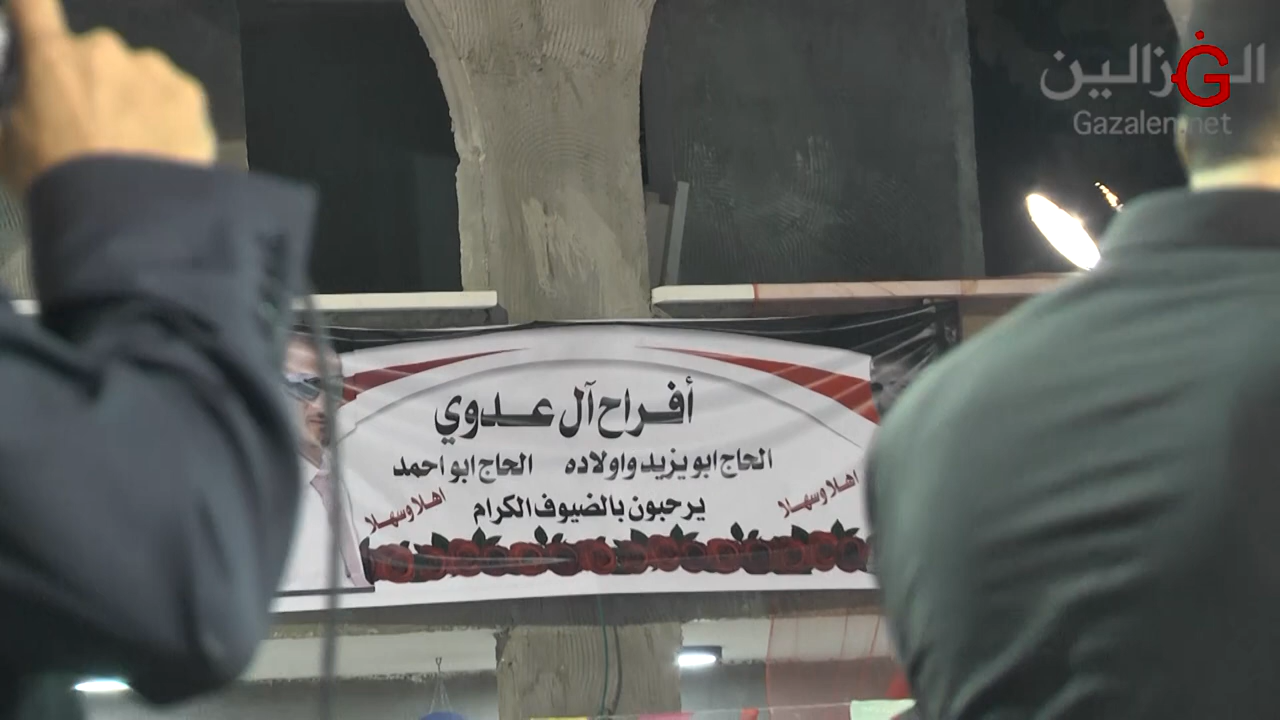 الغزالين
Gazalen.net
أفراح آل عدوي
الحاج ابو يزيد واولاده الحاج ابو احمد
يرحبون بالضيوف الكرام
اهلا وسهلا
اهلا وسهلا